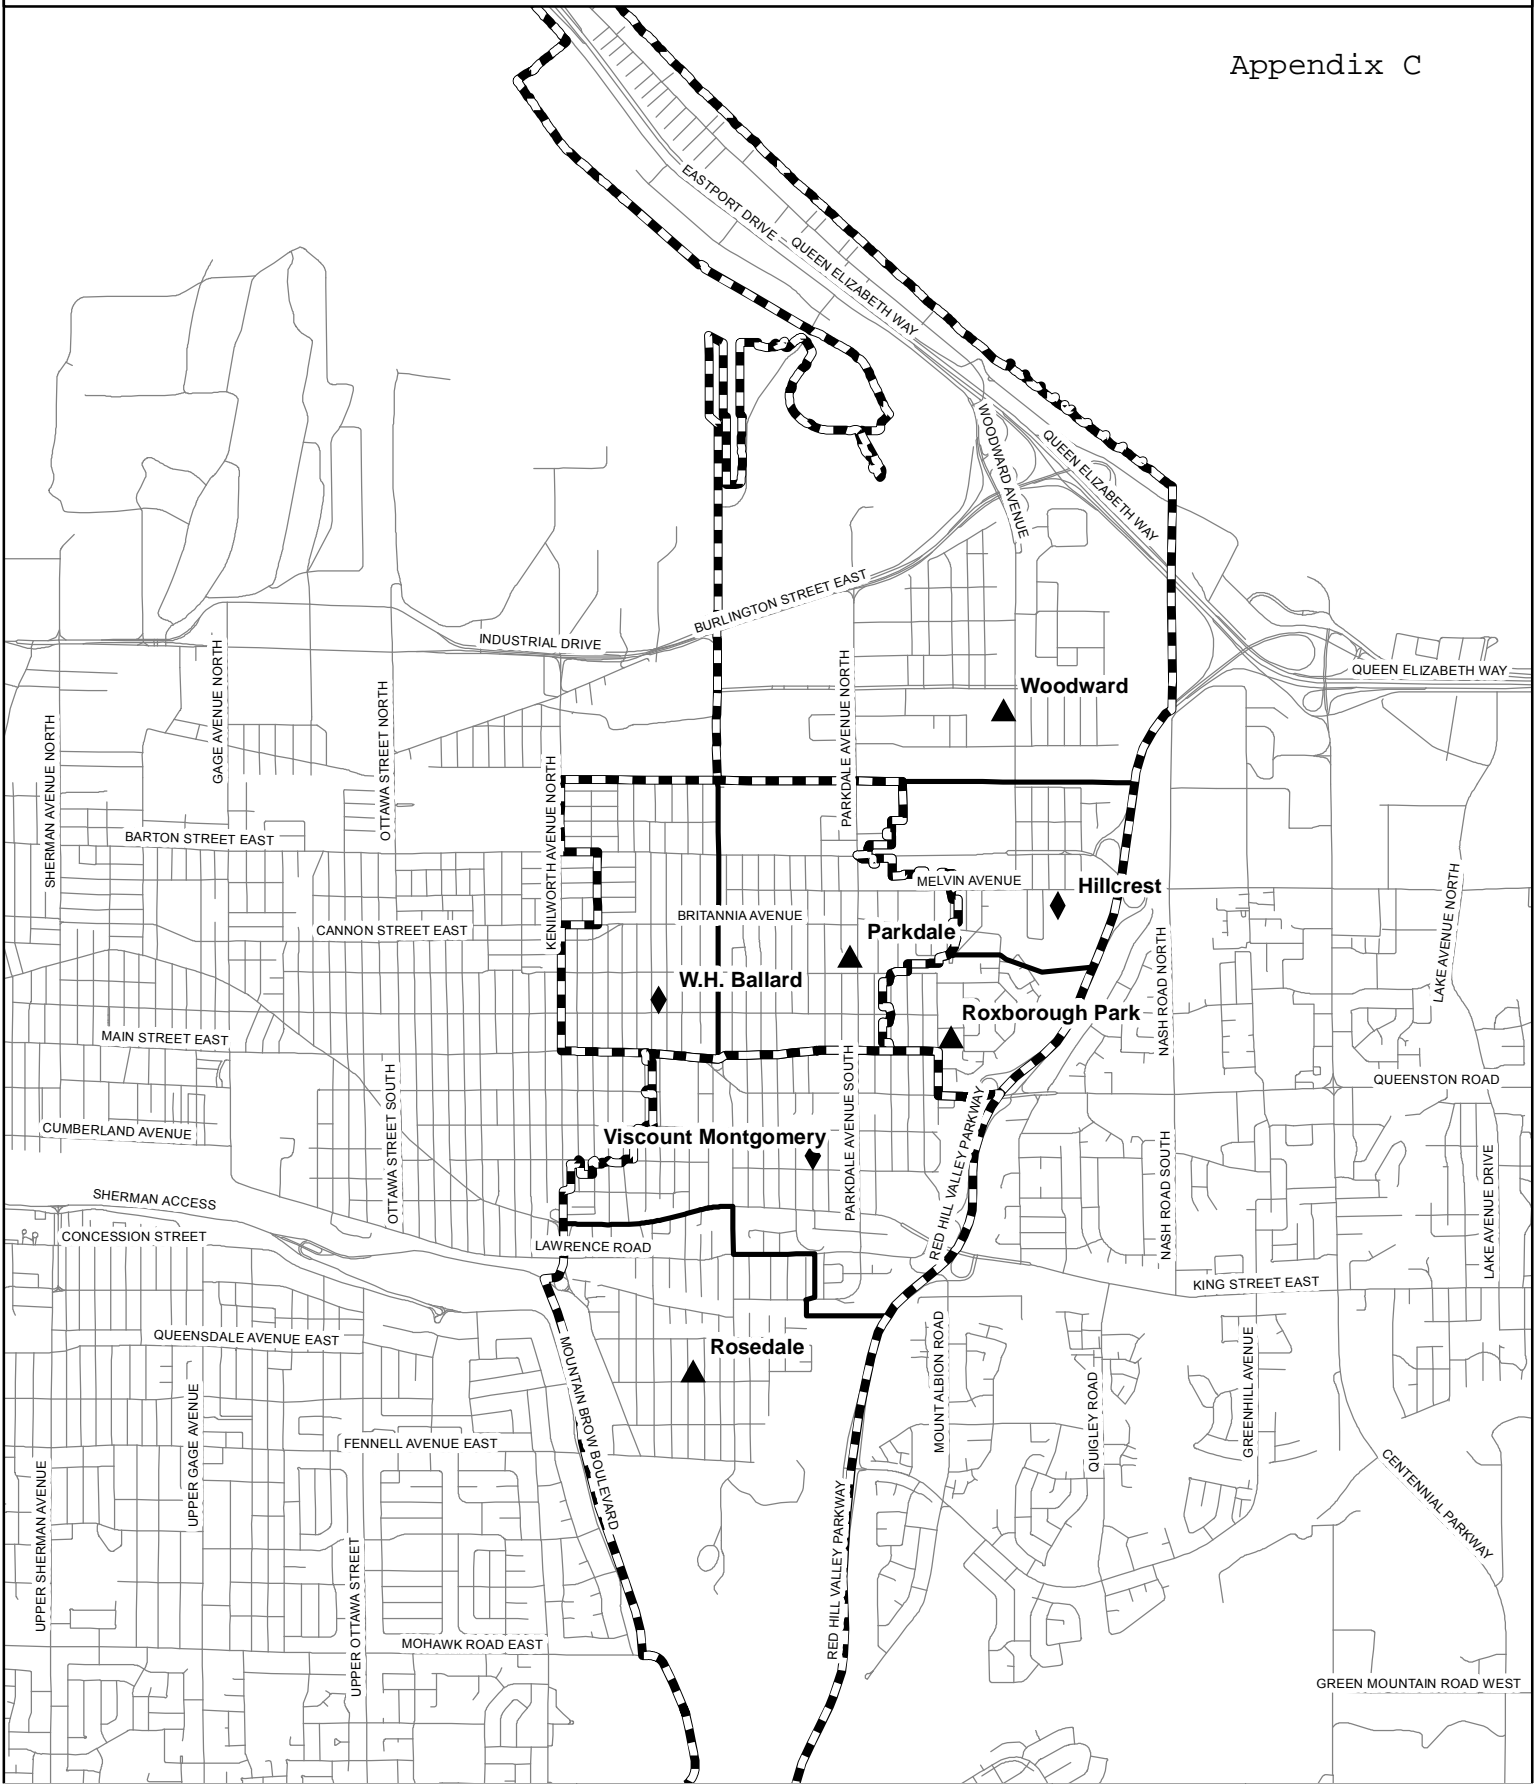 Appendix C
EASTPORT DRIVE
QUEEN ELIZABETH WAY
WOODWARD AVENUE
QUEEN ELIZABETH WAY
BURLINGTON STREET EAST
INDUSTRIAL DRIVE
QUEEN ELIZABETH WAY
GAGE AVENUE NORTH
OTTAWA STREET NORTH
PARKDALE AVENUE NORTH
Woodward
SHERMAN AVENUE NORTH
KENILWORTH AVENUE NORTH
BARTON STREET EAST
MELVIN AVENUE
Hillcrest
BRITANNIA AVENUE
CANNON STREET EAST
Parkdale
LAKE AVENUE NORTH
NASH ROAD NORTH
W.H. Ballard
Roxborough Park
MAIN STREET EAST
QUEENSTON ROAD
OTTAWA STREET SOUTH
PARKDALE AVENUE SOUTH
CUMBERLAND AVENUE
Viscount Montgomery
RED HILL VALLEY PARKWAY
NASH ROAD SOUTH
LAKE AVENUE DRIVE
SHERMAN ACCESS
CONCESSION STREET
LAWRENCE ROAD
KING STREET EAST
QUEENSDALE AVENUE EAST
Rosedale
MOUNTAIN BROW BOULEVARD
MOUNT ALBION ROAD
QUIGLEY ROAD
GREENHILL AVENUE
UPPER GAGE AVENUE
FENNELL AVENUE EAST
UPPER SHERMAN AVENUE
CENTENNIAL PARKWAY
RED HILL VALLEY PARKWAY
UPPER OTTAWA STREET
MOHAWK ROAD EAST
GREEN MOUNTAIN ROAD WEST